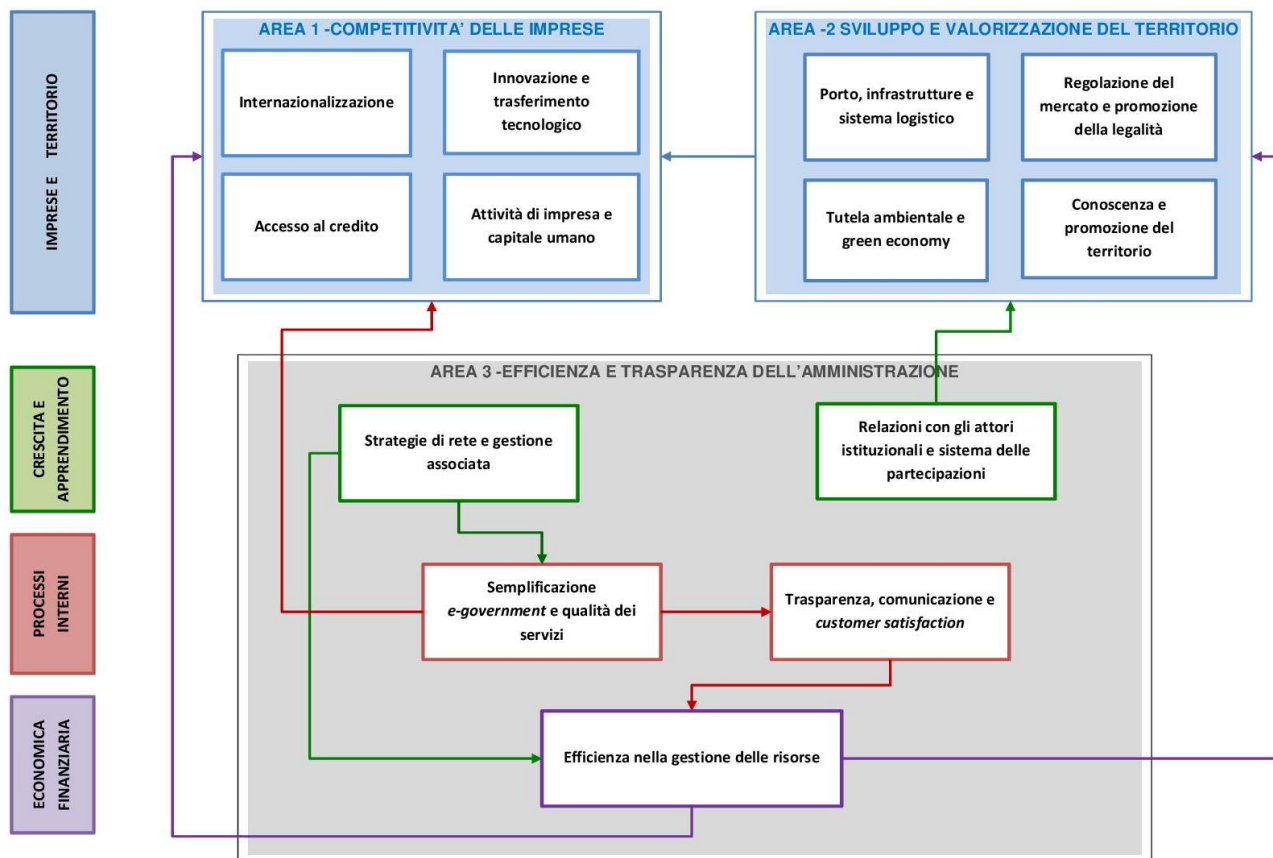 IMPRESE E TERRITORIO
AREA 1 -COMPETITIVITA’ DELLE IMPRESE
Internazionalizzazione
Innovazione e
trasferimento
tecnologico
Accesso al credito
Attività di impresa e
capitale umano
AREA -2 SVILUPPO E VALORIZZAZIONE DEL TERRITORIO
Porto, infrastrutture e
sistema logistico
Regolazione del
mercato e promozione
della legalità
Tutela ambientale e
green economy
Conoscenza e
promozione del
territorio
CRESCITA E
APPRENDIMENTO
AREA 3 -EFFICIENZA E TRASPARENZA DELL’AMMINISTRAZIONE
Strategie di rete e gestione
associata
Relazioni con gli attori
istituzionali e sistema delle
partecipazioni
PROCESSI
INTERNI
Semplificazione
e-government e qualità dei
servizi
Trasparenza, comunicazione e
customer satisfaction
ECONOMICA
FINANZIARIA
Efficienza nella gestione delle risorse